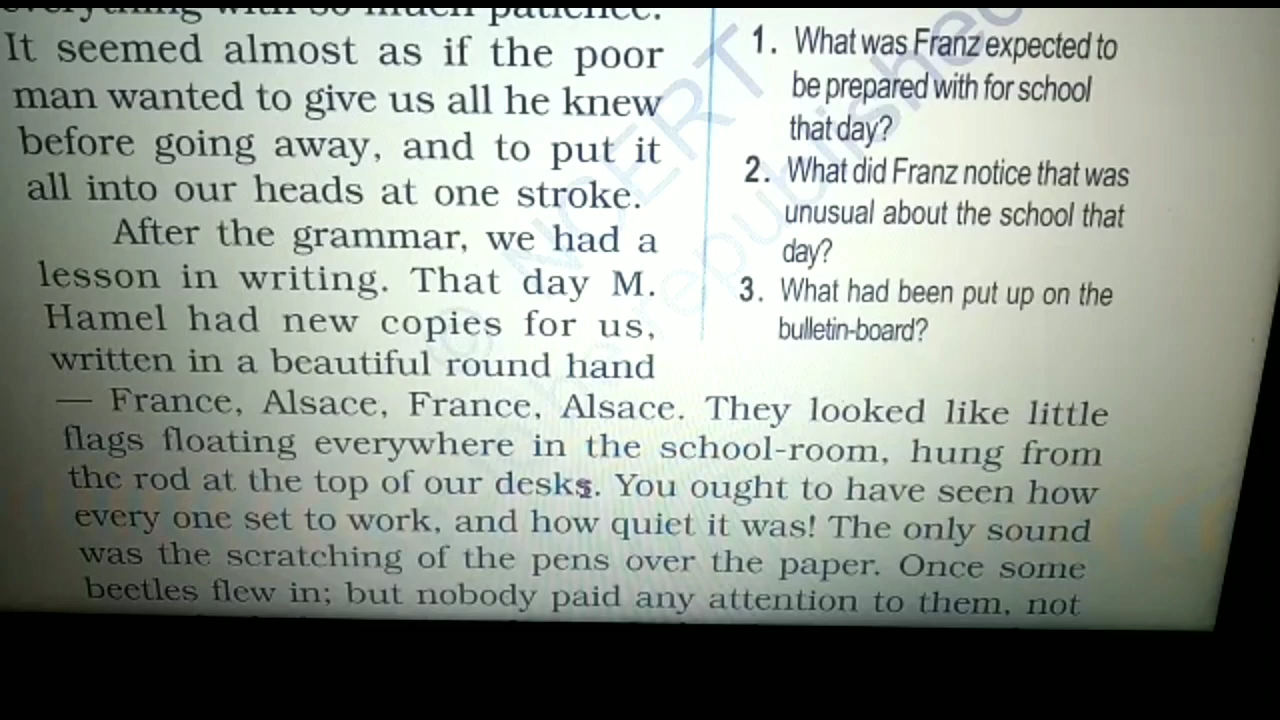 everything with so much patience.
It seemed almost as if the poor
man wanted to give us all he knew
before going away, and to put it
all into our heads at one stroke.
After the grammar, we had a
lesson in writing. That day M.
Hamel had new copies for us,
written in a beautiful round hand
— France, Alsace, France, Alsace. They looked like little
flags floating everywhere in the school-room, hung from
the rod at the top of our desks. You ought to have seen how
every one set to work, and how quiet it was! The only sound
was the scratching of the pens over the paper. Once some
beetles flew in; but nobody paid any attention to them, not
1. What was Franz expected to
be prepared with for school
that day?
2. What did Franz notice that was
unusual about the school that
day?
3. What had been put up on the
bulletin-board?
© NCERT
republished